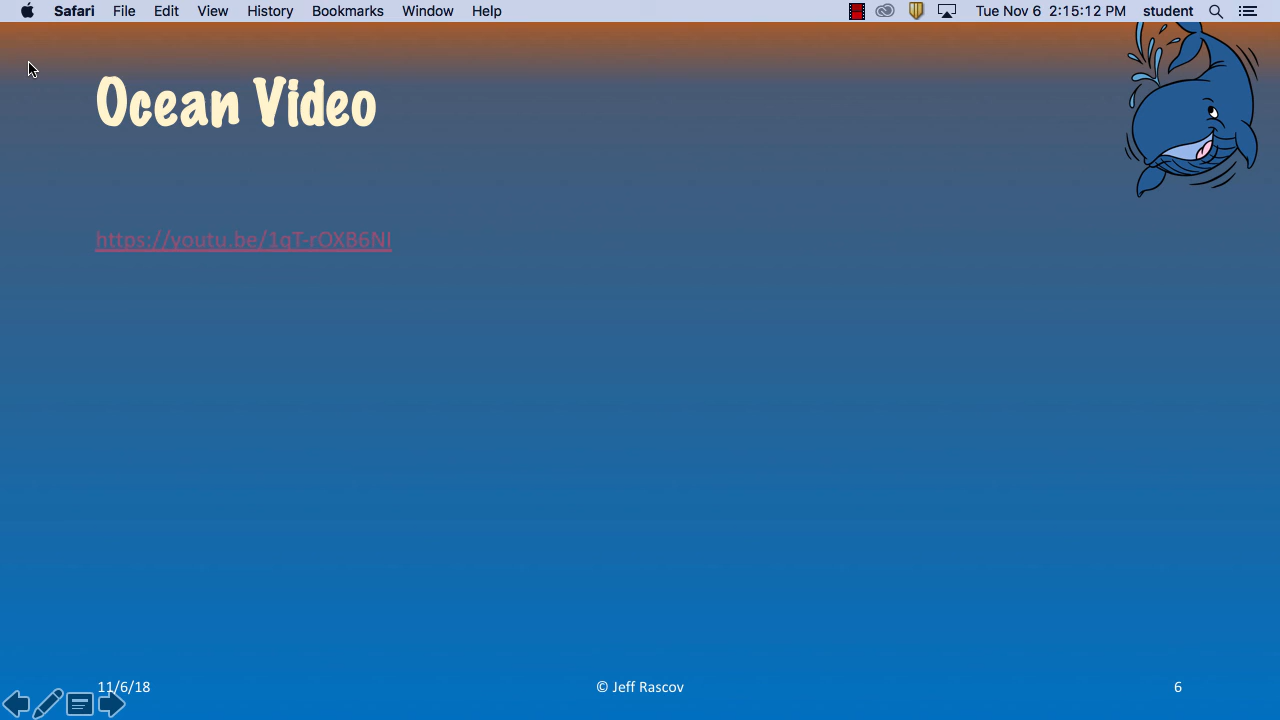 Safari File Edit View History Bookmarks Window Help Tue Nov 6 2:15:12 PM student
Ocean Video
https://youtu.be/1gT-rOXB6NI
11/6/18 © Jeff Rascov 6